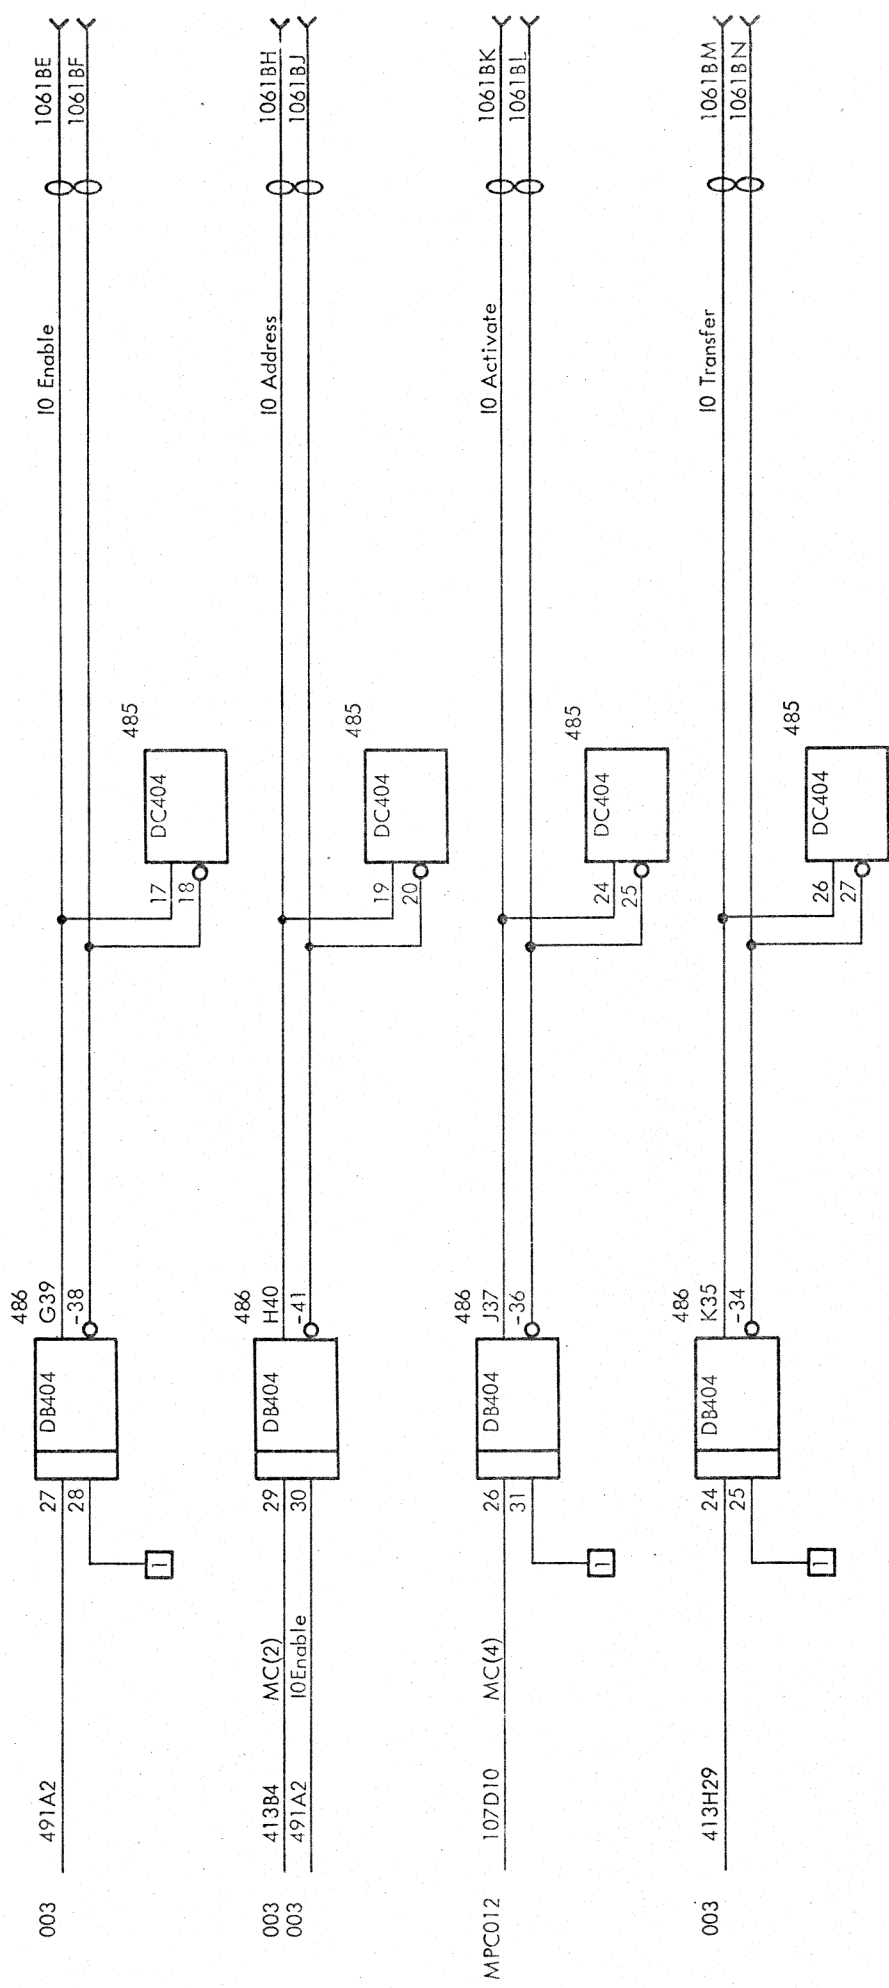 003
491A2
27
28
1
DB404
486
G39
-38
17
18
DC404
485
IO Enable
1061BE
1061BF
003
003
413B4
491A2
MC(2)
IO Enable
29
30
DB404
486
H40
-41
19
20
DC404
485
IO Address
1061BH
1061BJ
MPC012
107D10
MC(4)
26
31
1
DB404
486
J37
-36
24
25
DC404
485
IO Activate
1061BK
1061BL
003
413H29
24
25
1
DB404
486
K35
-34
26
27
DC404
485
IO Transfer
1061BM
1061BN